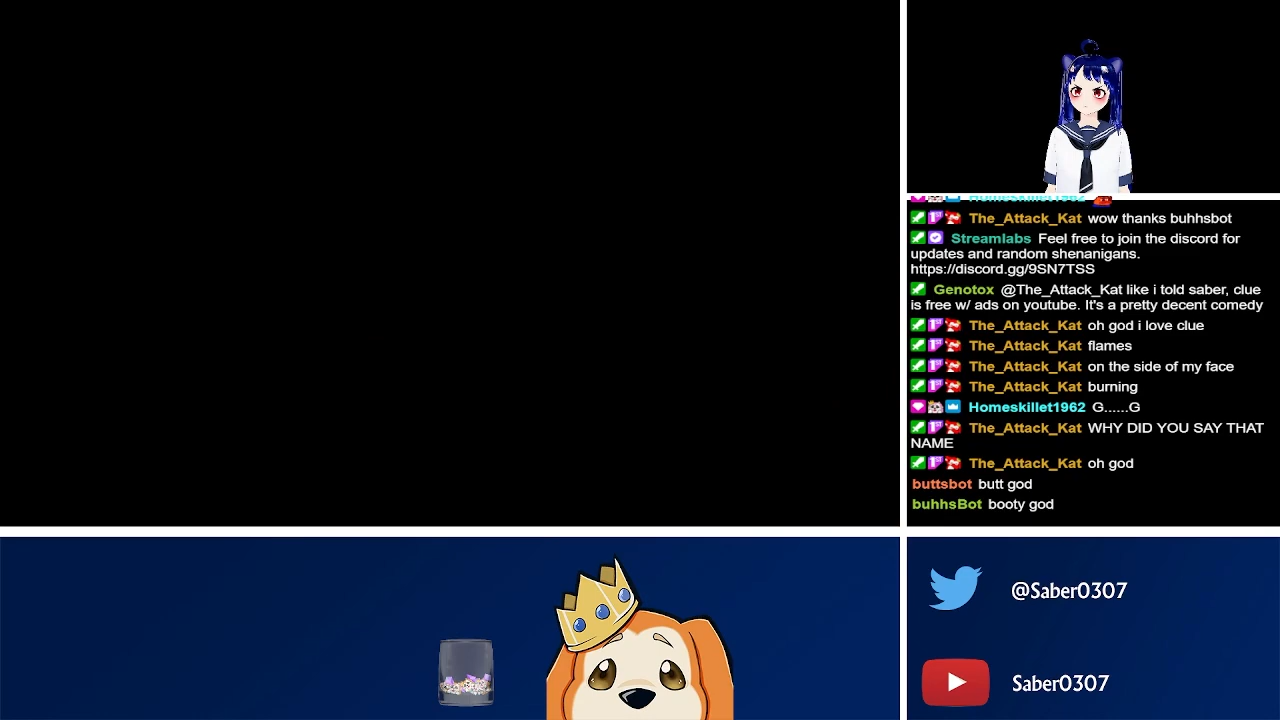 Homeskillet1962
The_Attack_Kat wow thanks buhhsbot
Streamlabs Feel free to join the discord for
updates and random shenanigans.
https://discord.gg/9SN7TSS
Genotox @The_Attack_Kat like i told saber, clue
is free w/ ads on youtube. It's a pretty decent comedy
The_Attack_Kat oh god i love clue
The_Attack_Kat flames
The_Attack_Kat on the side of my face
The_Attack_Kat burning
Homeskillet1962 G......G
The_Attack_Kat WHY DID YOU SAY THAT
NAME
The_Attack_Kat oh god
buttsbot butt god
buhhsBot booty god
@Saber0307
Saber0307